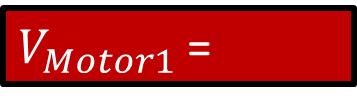 V_Motor1 =